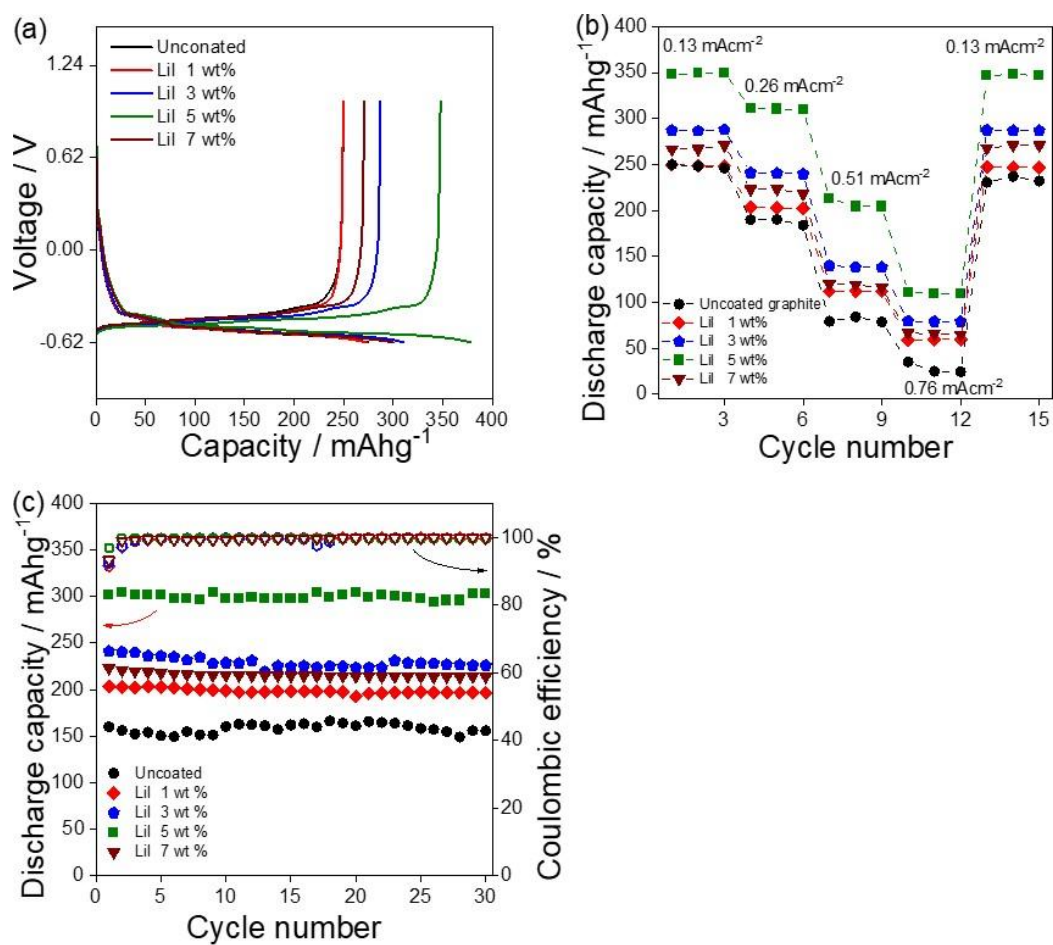 (a)
Voltage / V
1.24
0.62
0.00
-0.62
Unconated
LiI 1 wt%
LiI 3 wt%
LiI 5 wt%
LiI 7 wt%
0 50 100 150 200 250 300 350 400
Capacity / mAhg⁻¹
(b)
Discharge capacity / mAhg⁻¹
400
350
300
250
200
150
100
50
0
0.13 mAcm⁻²
0.26 mAcm⁻²
0.51 mAcm⁻²
0.76 mAcm⁻²
0.13 mAcm⁻²
Uncoated graphite
LiI 1 wt%
LiI 3 wt%
LiI 5 wt%
LiI 7 wt%
3 6 9 12 15
Cycle number
(c)
Discharge capacity / mAhg⁻¹
400
350
300
250
200
150
100
50
0
Uncoated
LiI 1 wt %
LiI 3 wt %
LiI 5 wt %
LiI 7 wt %
0 5 10 15 20 25 30
Cycle number
100
80
60
40
20
0
Coulombic efficiency / %